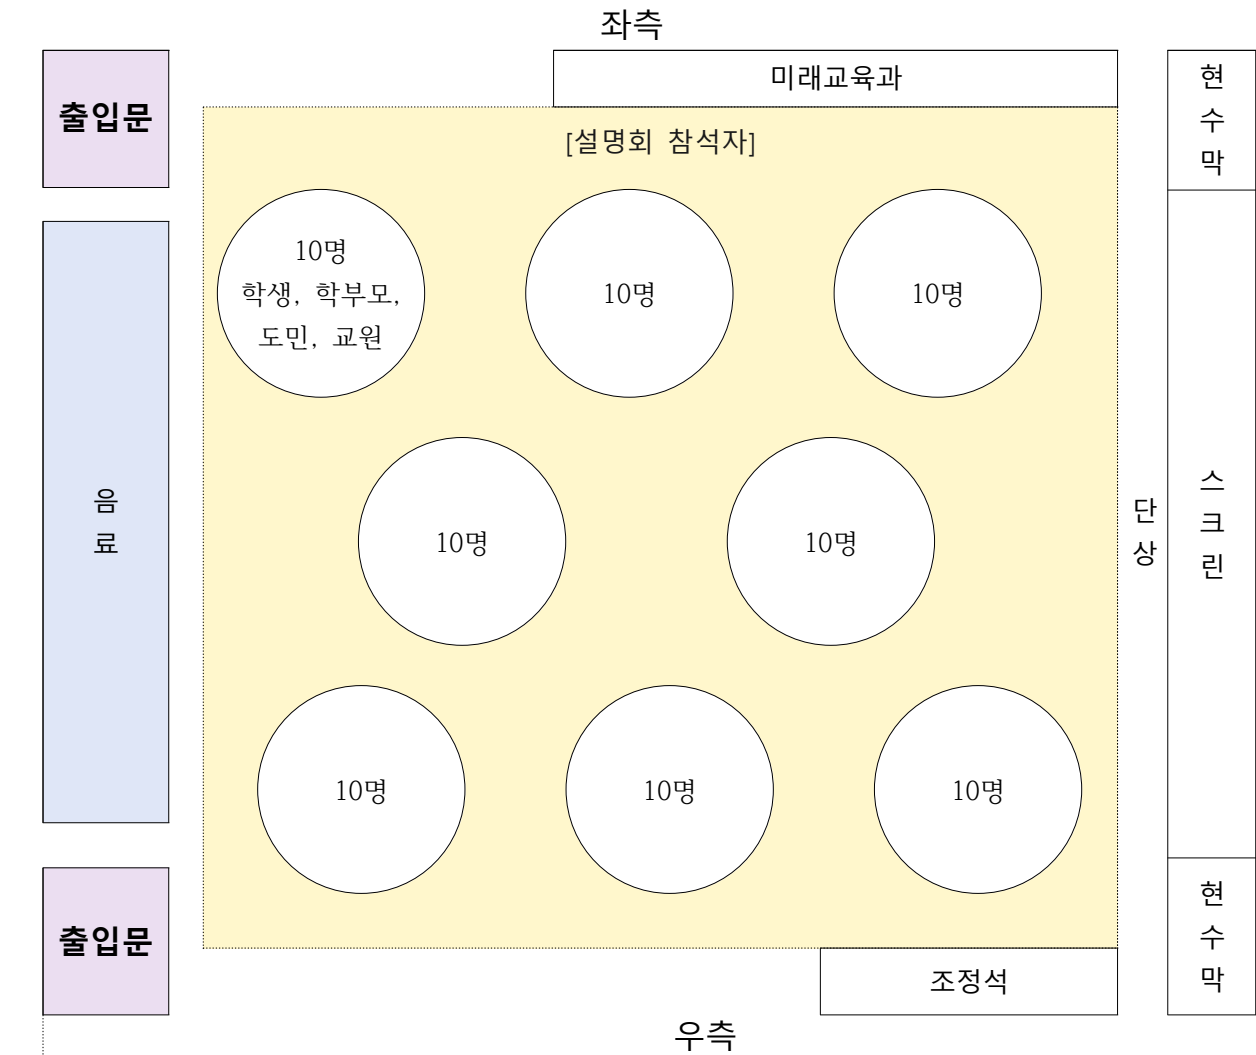 좌측
출입문
미래교육과
현
수
막
[설명회 참석자]
10명
학생, 학부모,
도민, 교원
10명
10명
음
료
10명
10명
단
상
스
크
린
10명
10명
10명
출입문
조정석
현
수
막
우측